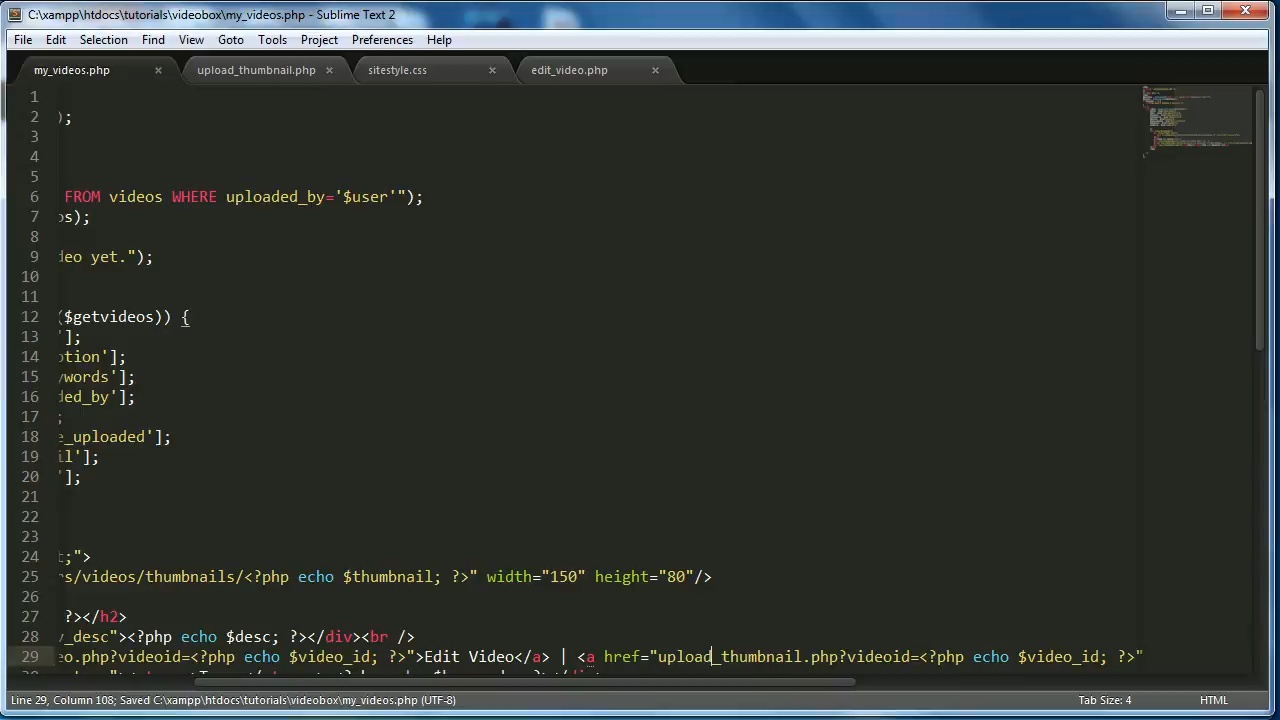 C:\xampp\htdocs\tutorials\videobox\my_videos.php - Sublime Text 2
File Edit Selection Find View Goto Tools Project Preferences Help
my_videos.php × upload_thumbnail.php × sitestyle.css × edit_video.php ×
1
2 );
3
4
5
6 FROM videos WHERE uploaded_by='$user'");
7 os);
8
9 deo yet.");
10
11
12 ($getvideos)) {
13 '];
14 ption'];
15 ywords'];
16 ded_by'];
17 ;
18 e_uploaded'];
19 il'];
20 '];
21
22
23
24 t;">
25 rs/videos/thumbnails/<?php echo $thumbnail; ?>" width="150" height="80"/>
26
27 ?></h2>
28 y_desc"><?php echo $desc; ?></div><br />
29 eo.php?videoid=<?php echo $video_id; ?>">Edit Video</a> | <a href="upload_thumbnail.php?videoid=<?php echo $video_id; ?>"
Line 29, Column 108; Saved C:\xampp\htdocs\tutorials\videobox\my_videos.php (UTF-8) Tab Size: 4 HTML